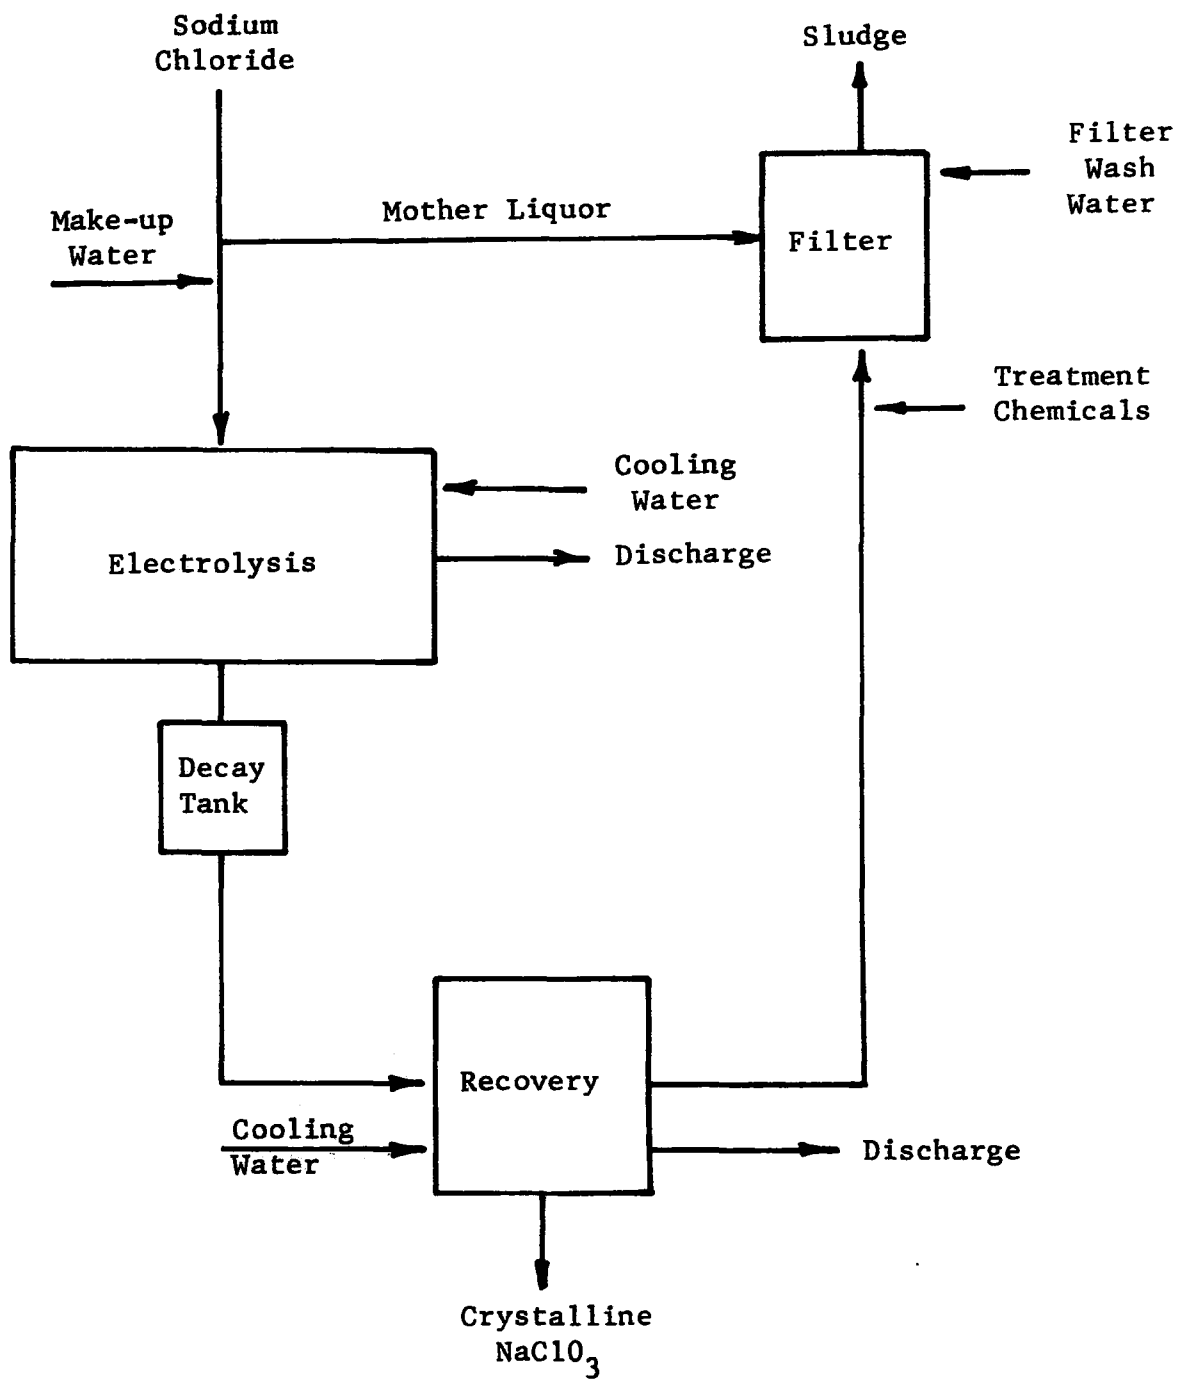 Sodium
Chloride
Sludge
Filter
Wash
Water
Make-up
Water
Mother Liquor
Filter
Treatment
Chemicals
Cooling
Water
Electrolysis
Discharge
Decay
Tank
Recovery
Cooling
Water
Discharge
Crystalline
NaClO3